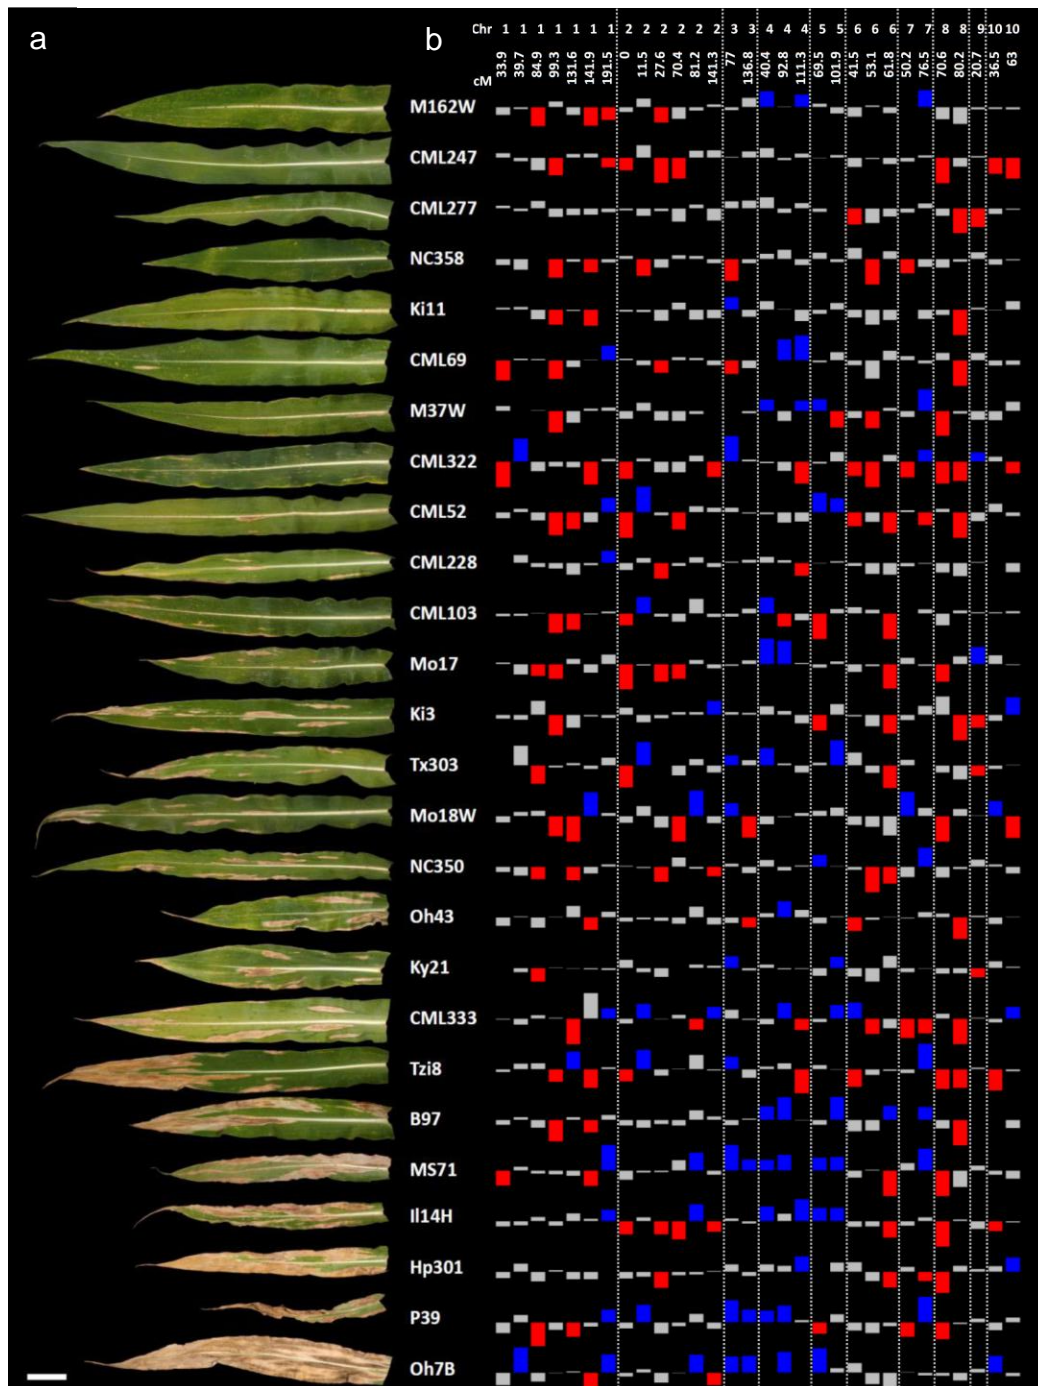 a
b
Chr 1 1 1 1 1 1 1 2 2 2 2 2 2 3 3 4 4 4 5 5 6 6 6 7 7 8 8 9 10 10
cM 33.9 39.7 84.9 99.3 131.6 141.9 191.5 0 11.5 27.6 70.4 81.2 141.3 77 136.8 40.4 92.8 111.3 69.5 101.9 41.5 53.1 61.8 50.2 76.5 70.6 80.2 20.7 36.5 63
M162W
CML247
CML277
NC358
Ki11
CML69
M37W
CML322
CML52
CML228
CML103
Mo17
Ki3
Tx303
Mo18W
NC350
Oh43
Ky21
CML333
Tzi8
B97
MS71
Il14H
Hp301
P39
Oh7B